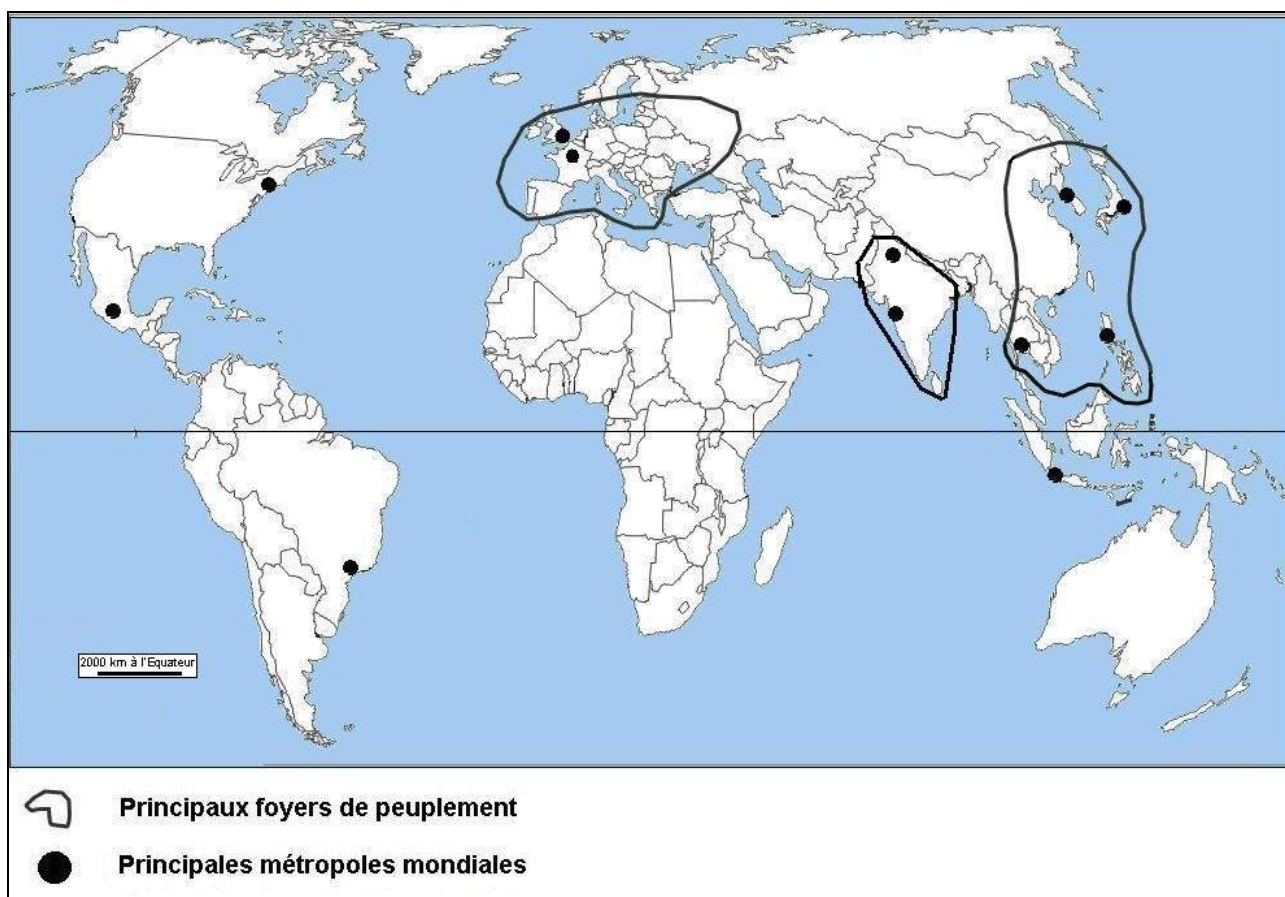 2000 km à l'Equateur
Principaux foyers de peuplement
Principales métropoles mondiales